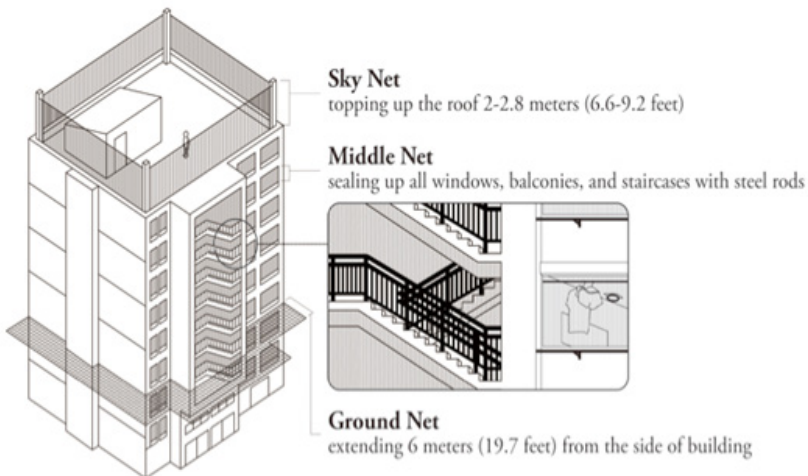 Sky Net
topping up the roof 2-2.8 meters (6.6-9.2 feet)
Middle Net
sealing up all windows, balconies, and staircases with steel rods
Ground Net
extending 6 meters (19.7 feet) from the side of building